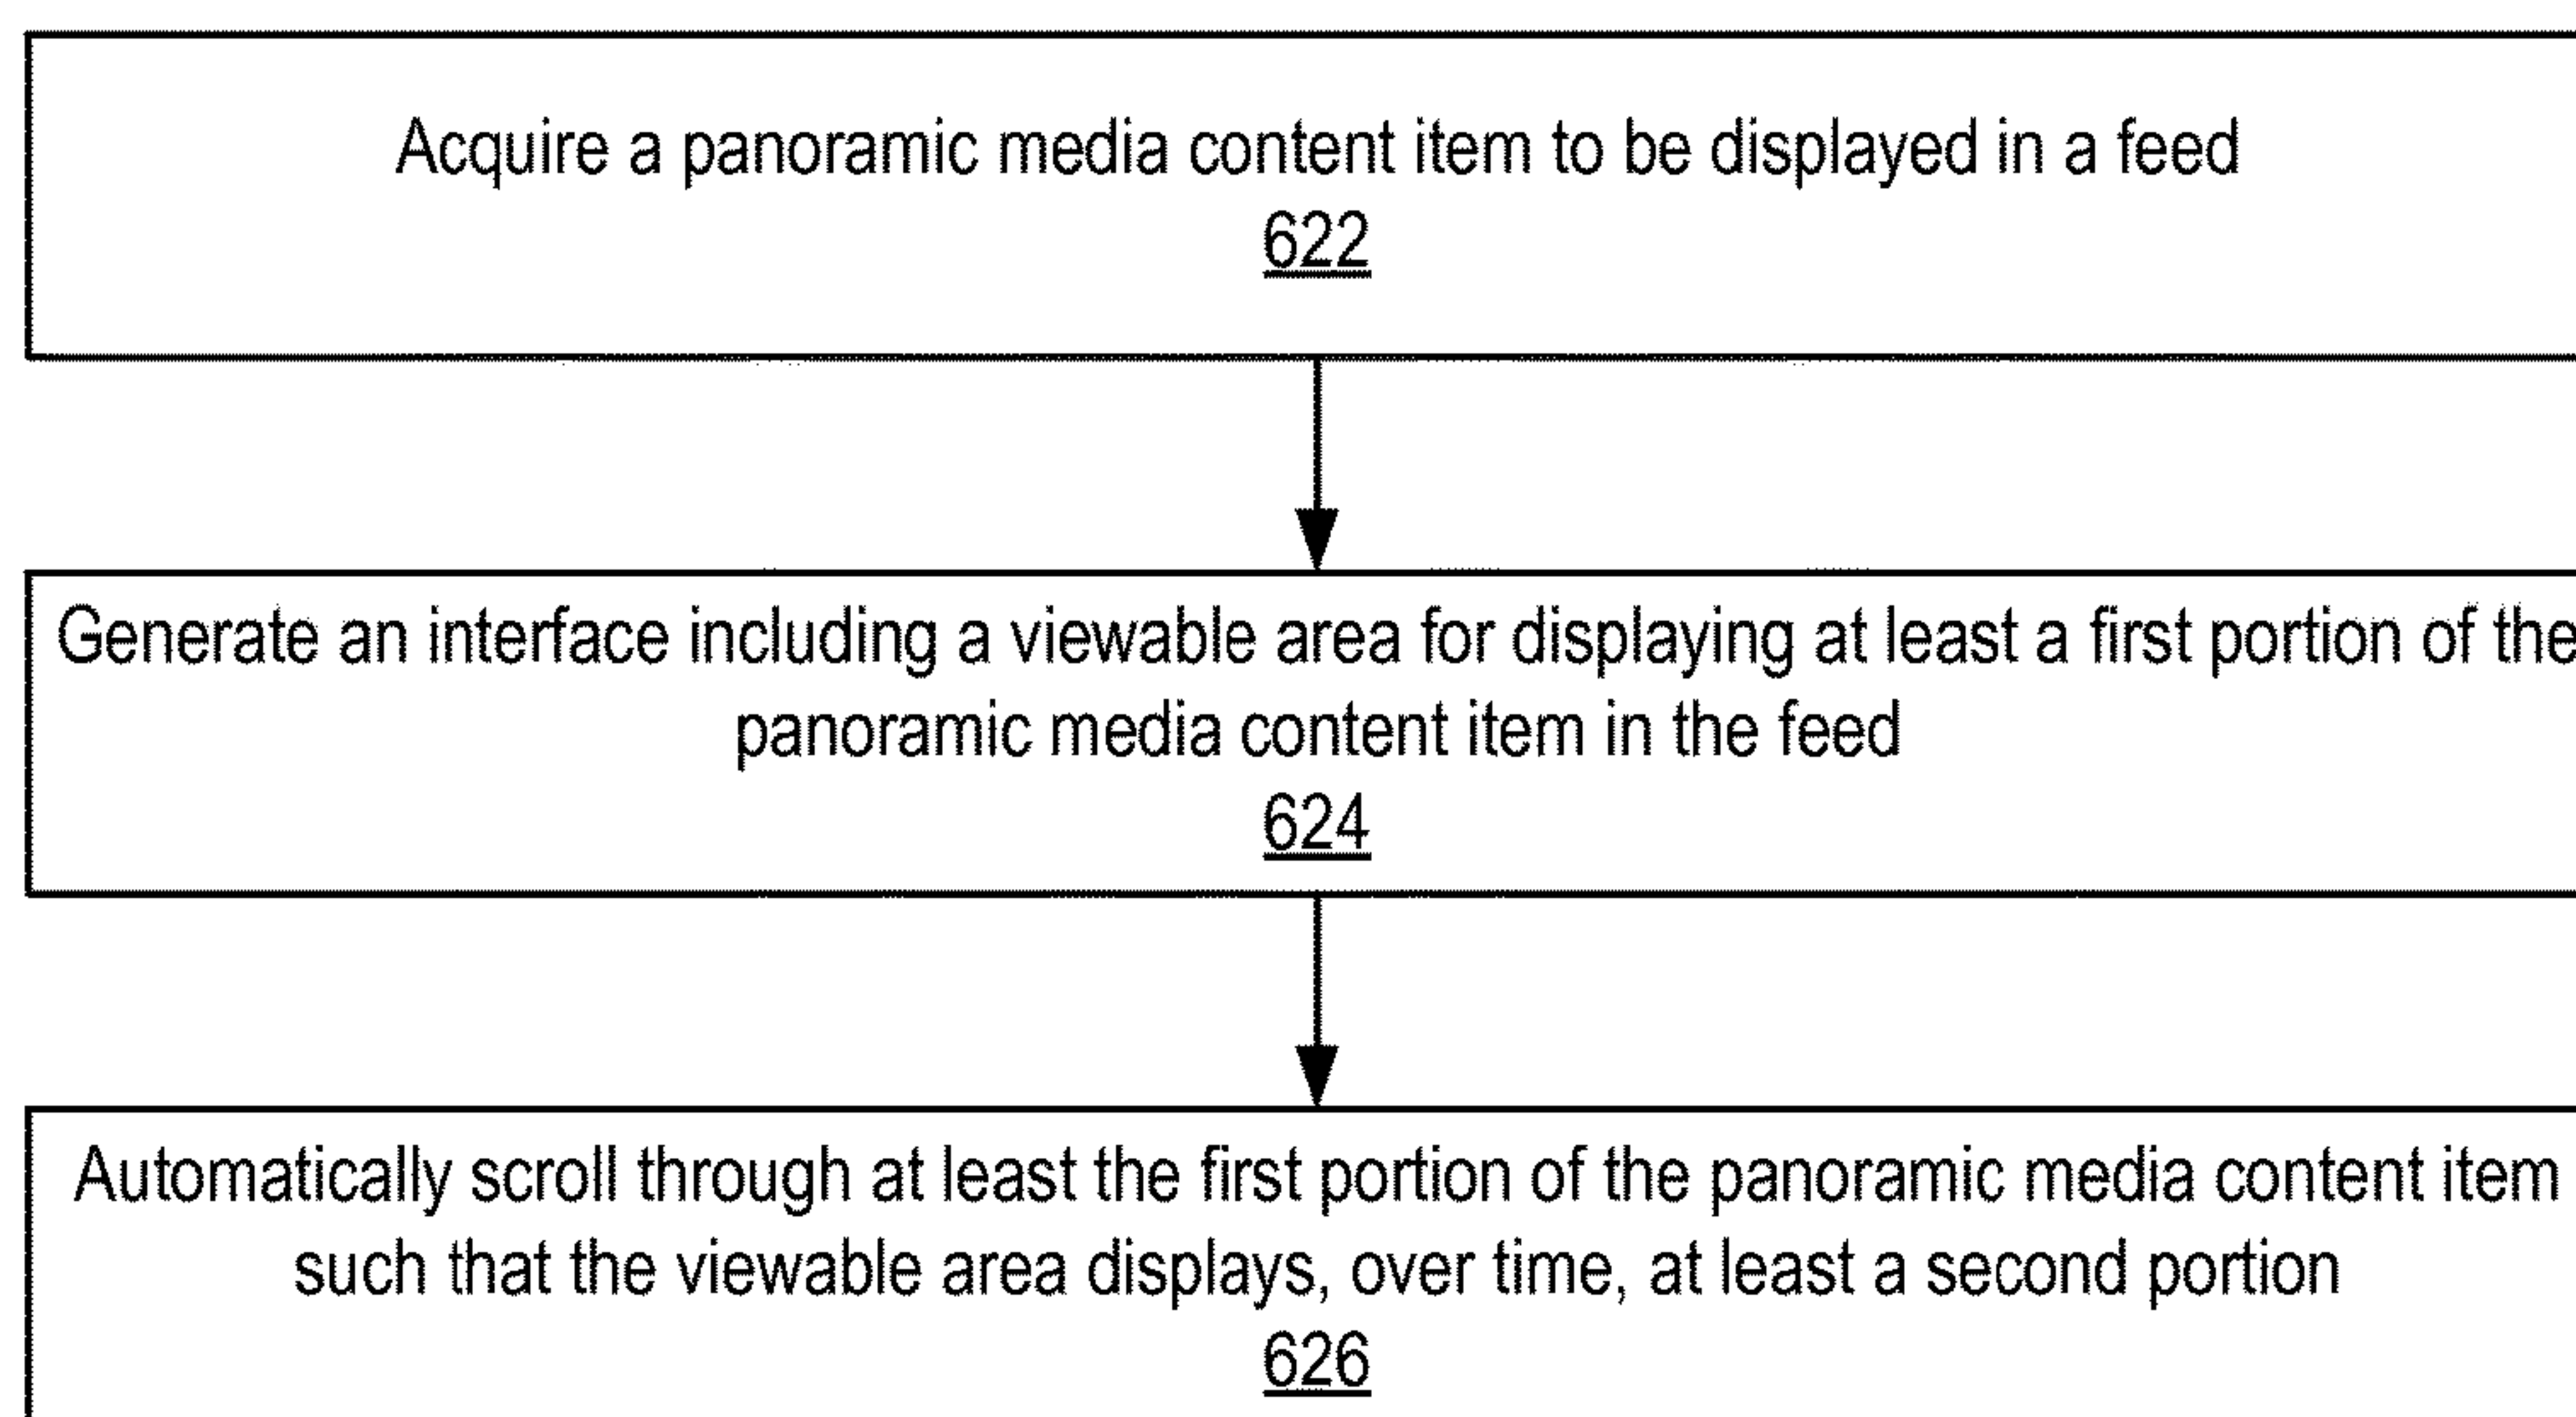 Acquire a panoramic media content item to be displayed in a feed
622
Generate an interface including a viewable area for displaying at least a first portion of the
panoramic media content item in the feed
624
Automatically scroll through at least the first portion of the panoramic media content item
such that the viewable area displays, over time, at least a second portion
626